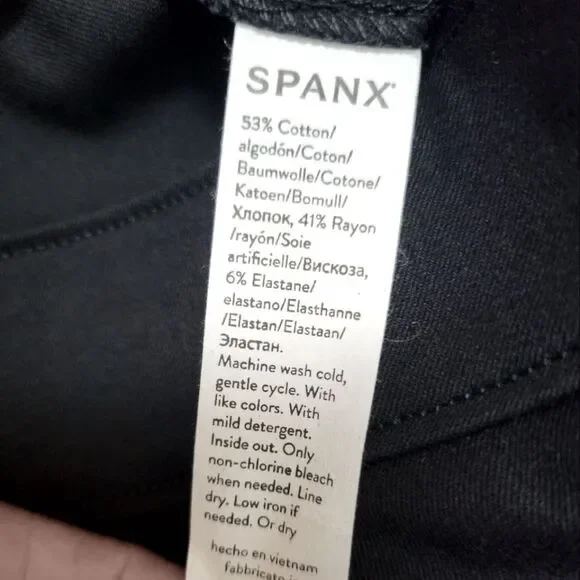 SPANX
53% Cotton/
algodón/Coton/
Baumwolle/Cotone/
Katoen/Bomull/
Хлопок, 41% Rayon
/rayón/Soie
artificielle/Вискоза,
6% Elastane/
elastano/Elasthanne
/Elastan/Elastaan/
Эластан.
Machine wash cold,
gentle cycle. With
like colors. With
mild detergent.
Inside out. Only
non-chlorine bleach
when needed. Line
dry. Low iron if
needed. Or dry
hecho en vietnam